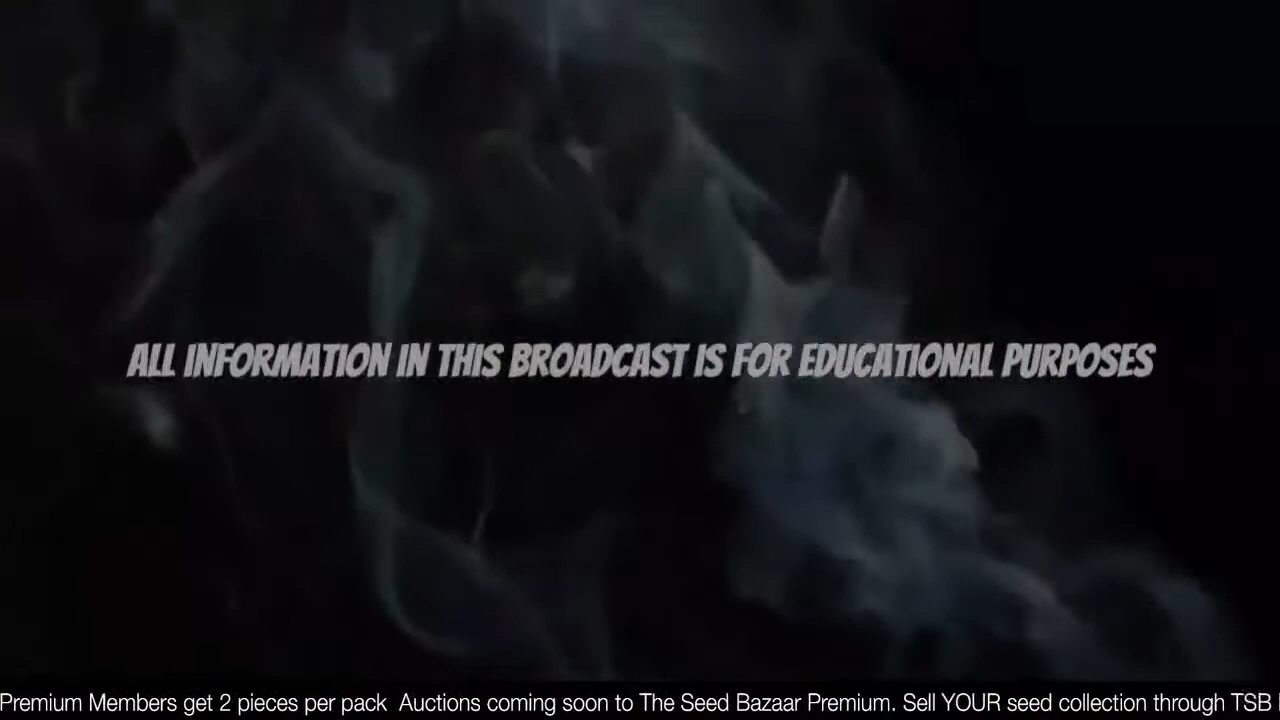 ALL INFORMATION IN THIS BROADCAST IS FOR EDUCATIONAL PURPOSES
Premium Members get 2 pieces per pack  Auctions coming soon to The Seed Bazaar Premium. Sell YOUR seed collection through TSB